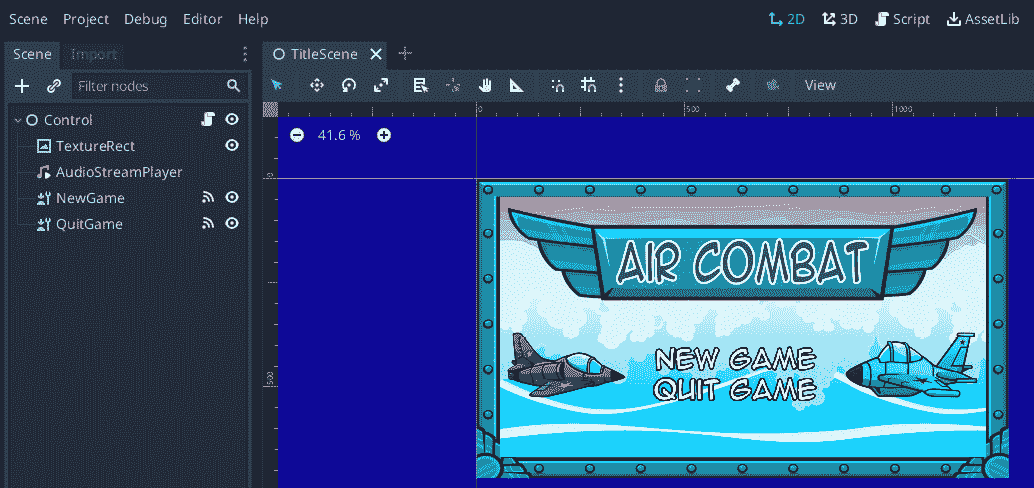 Scene Project Debug Editor Help 2D 3D Script AssetLib
Scene Import TitleScene
Filter nodes View
0 500 1000
Control 41.6 %
TextureRect
AudioStreamPlayer
0
NewGame
QuitGame
AIR COMBAT
NEW GAME
500
QUIT GAME